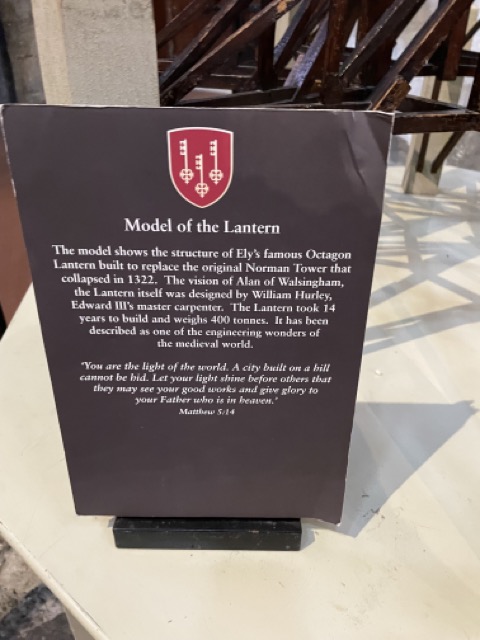 Model of the Lantern
The model shows the structure of Ely's famous Octagon
Lantern built to replace the original Norman Tower that
collapsed in 1322. The vision of Alan of Walsingham,
the Lantern itself was designed by William Hurley,
Edward III's master carpenter. The Lantern took 14
years to build and weighs 400 tonnes. It has been
described as one of the engineering wonders of
the medieval world.
'You are the light of the world. A city built on a hill
cannot be hid. Let your light shine before others that
they may see your good works and give glory to
your Father who is in heaven.'
Matthew 5:14